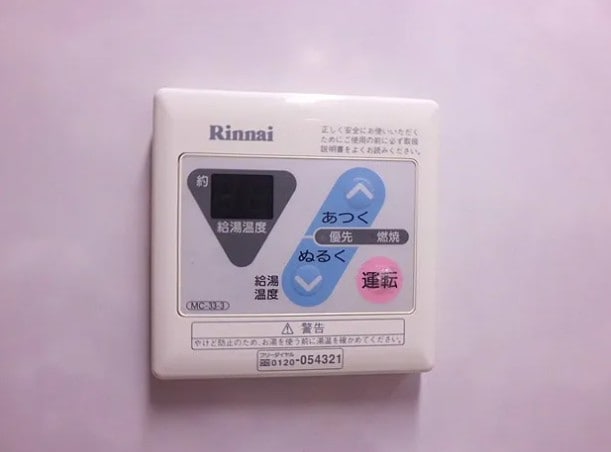 Rinnai
正しく安全にお使いいただく
ためにご使用の前に必ず取扱
説明書をよくお読みください。
約
給湯温度
あつく
優先 燃焼
ぬるく
給湯
温度
運転
MC-33-3
⚠ 警告
やけど防止のため、お湯を使う前に湯温を確かめてください。
フリーダイヤル
0120-054321